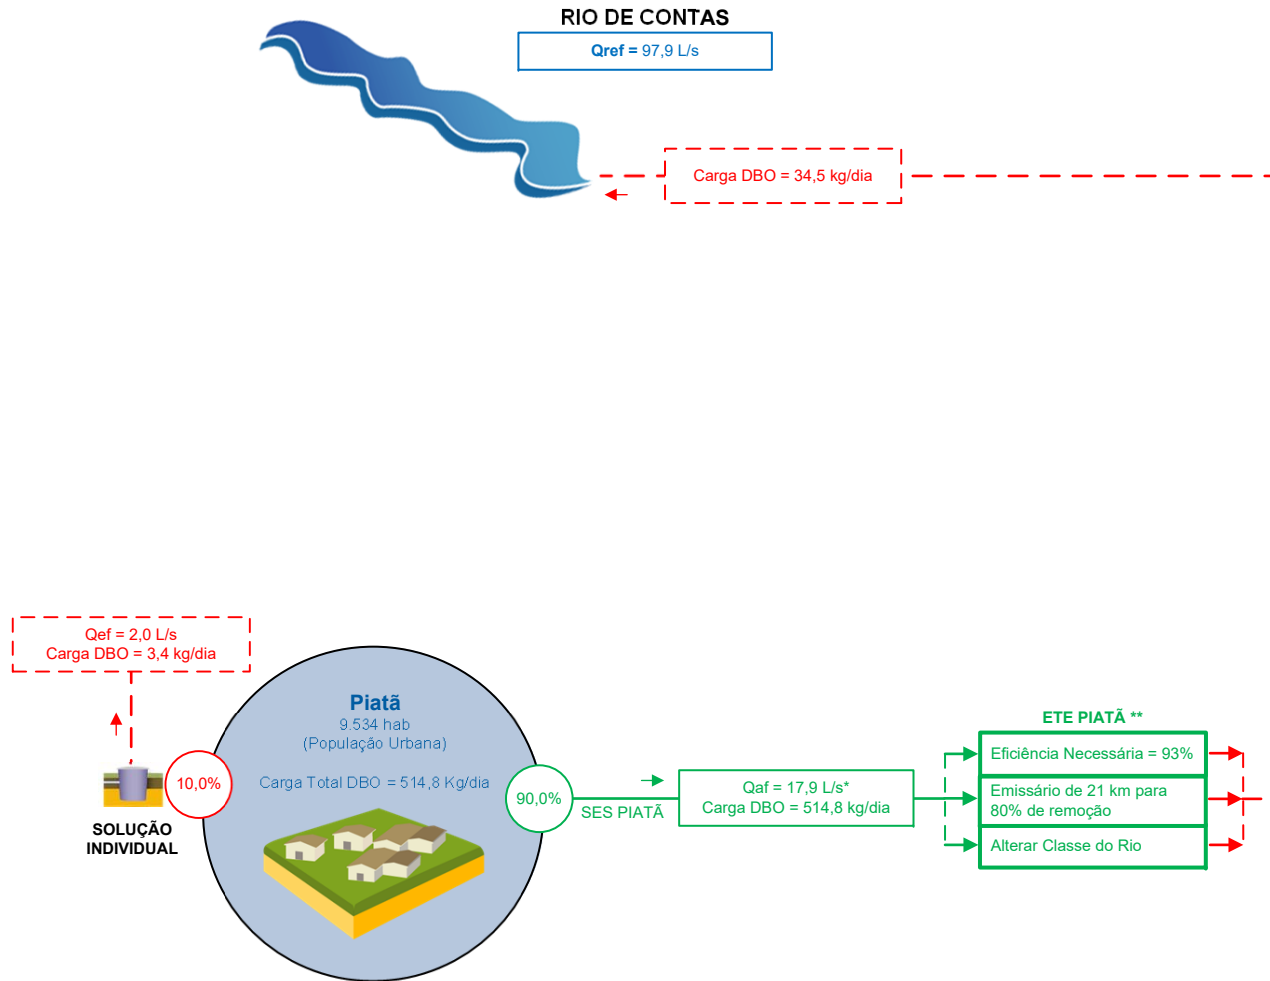 RIO DE CONTAS
Qref = 97,9 L/s
Carga DBO = 34,5 kg/dia
Qef = 2,0 L/s
Carga DBO = 3,4 kg/dia
10,0%
SOLUÇÃO
INDIVIDUAL
Piatã
9.534 hab
(População Urbana)
Carga Total DBO = 514,8 Kg/dia
90,0%
SES PIATÃ
Qaf = 17,9 L/s*
Carga DBO = 514,8 kg/dia
ETE PIATÃ **
Eficiência Necessária = 93%
Emissário de 21 km para
80% de remoção
Alterar Classe do Rio